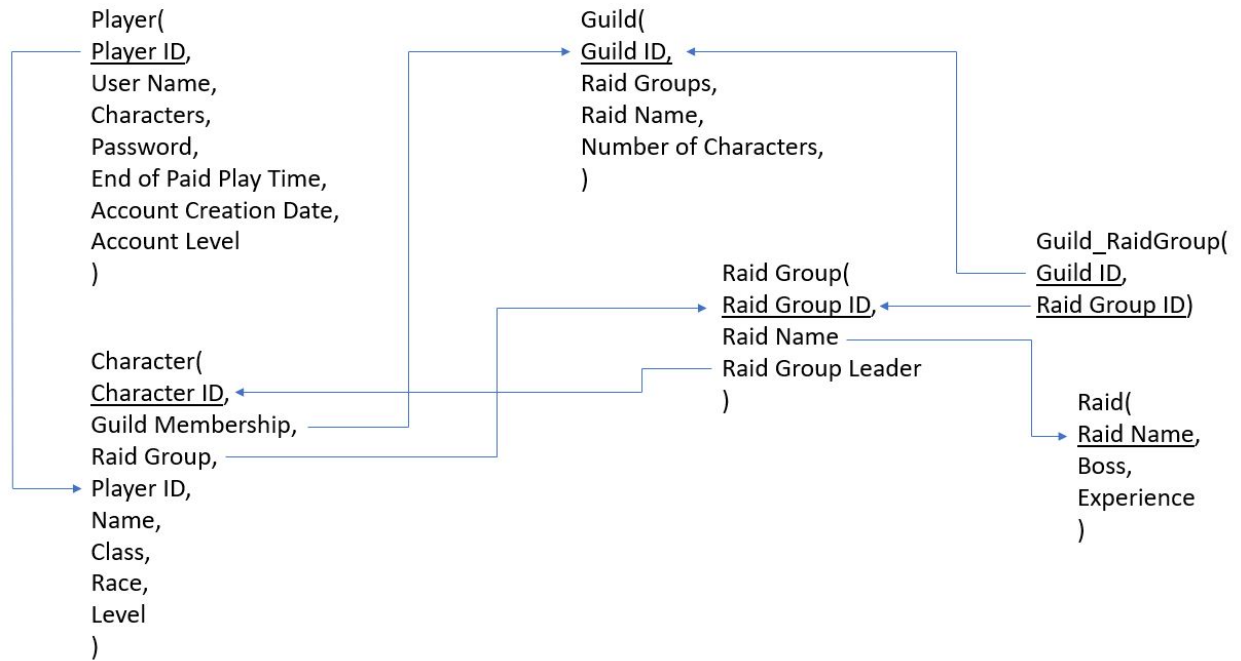 Player(
Player ID,
User Name,
Characters,
Password,
End of Paid Play Time,
Account Creation Date,
Account Level
)
Guild(
Guild ID,
Raid Groups,
Raid Name,
Number of Characters,
)
Guild_RaidGroup(
Guild ID,
Raid Group ID)
Raid Group(
Raid Group ID,
Raid Name
Raid Group Leader
)
Character(
Character ID,
Guild Membership,
Raid Group,
Player ID,
Name,
Class,
Race,
Level
)
Raid(
Raid Name,
Boss,
Experience
)